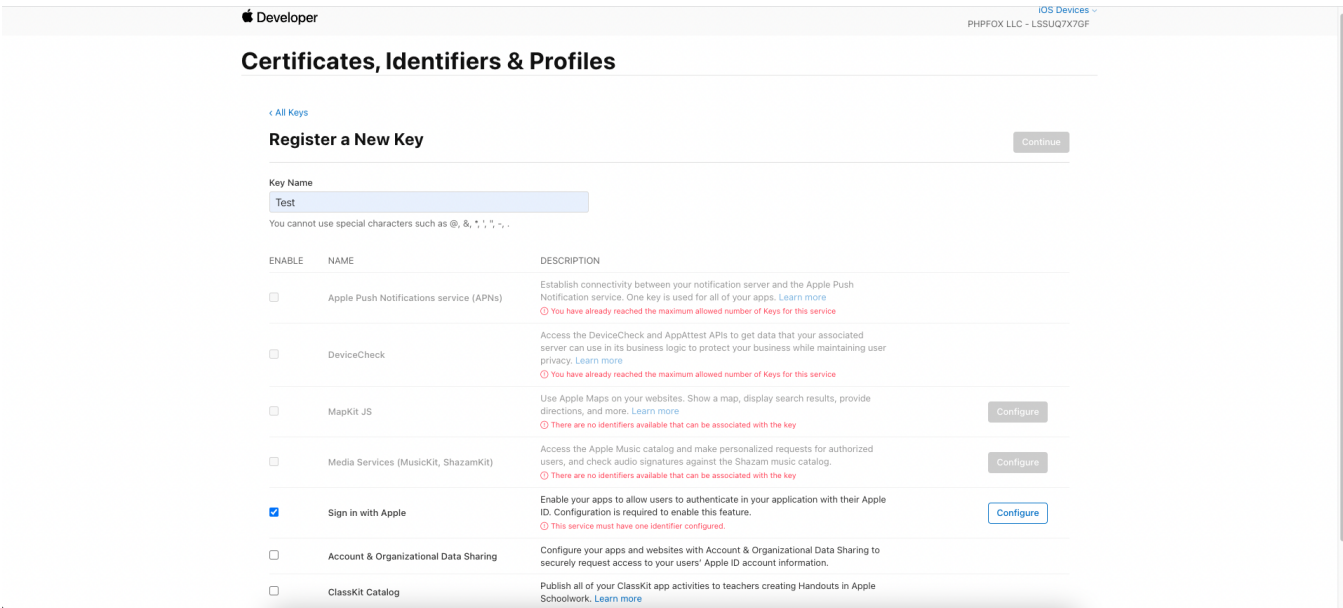 Developer
iOS Devices
PHPFOX LLC - LSSUQ7X7GF
Certificates, Identifiers & Profiles
‹ All Keys
Register a New Key
Continue
Key Name
Test
You cannot use special characters such as @, &, *, ', ", -, .
ENABLE NAME DESCRIPTION
Apple Push Notifications service (APNs)
Establish connectivity between your notification server and the Apple Push
Notification service. One key is used for all of your apps. Learn more
You have already reached the maximum allowed number of Keys for this service
DeviceCheck
Access the DeviceCheck and AppAttest APIs to get data that your associated
server can use in its business logic to protect your business while maintaining user
privacy. Learn more
You have already reached the maximum allowed number of Keys for this service
MapKit JS
Use Apple Maps on your websites. Show a map, display search results, provide
directions, and more. Learn more
There are no identifiers available that can be associated with the key
Configure
Media Services (MusicKit, ShazamKit)
Access the Apple Music catalog and make personalized requests for authorized
users, and check audio signatures against the Shazam music catalog.
There are no identifiers available that can be associated with the key
Configure
Sign in with Apple
Enable your apps to allow users to authenticate in your application with their Apple
ID. Configuration is required to enable this feature.
This service must have one identifier configured.
Configure
Account & Organizational Data Sharing
Configure your apps and websites with Account & Organizational Data Sharing to
securely request access to your users' Apple ID account information.
ClassKit Catalog
Publish all of your ClassKit app activities to teachers creating Handouts in Apple
Schoolwork. Learn more